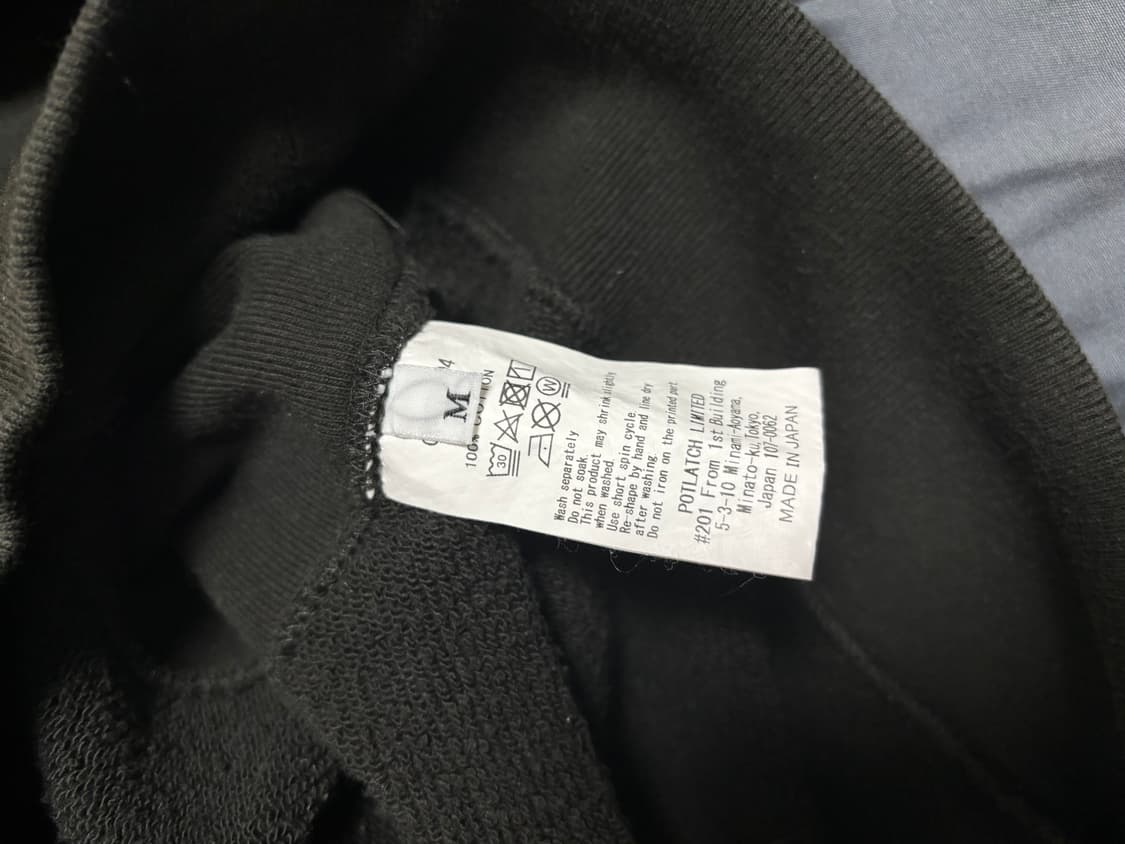 M
100% COTTON
30
W
Wash separately
Do not soak.
This product may shrink slightly
when washed.
Use short spin cycle.
Re-shape by hand and line dry
after washing.
Do not iron on the printed part.
POTLATCH LIMITED
#201 From 1st Building
5-3-10 Minami-Aoyama,
Minato-ku, Tokyo,
Japan 107-0062
MADE IN JAPAN